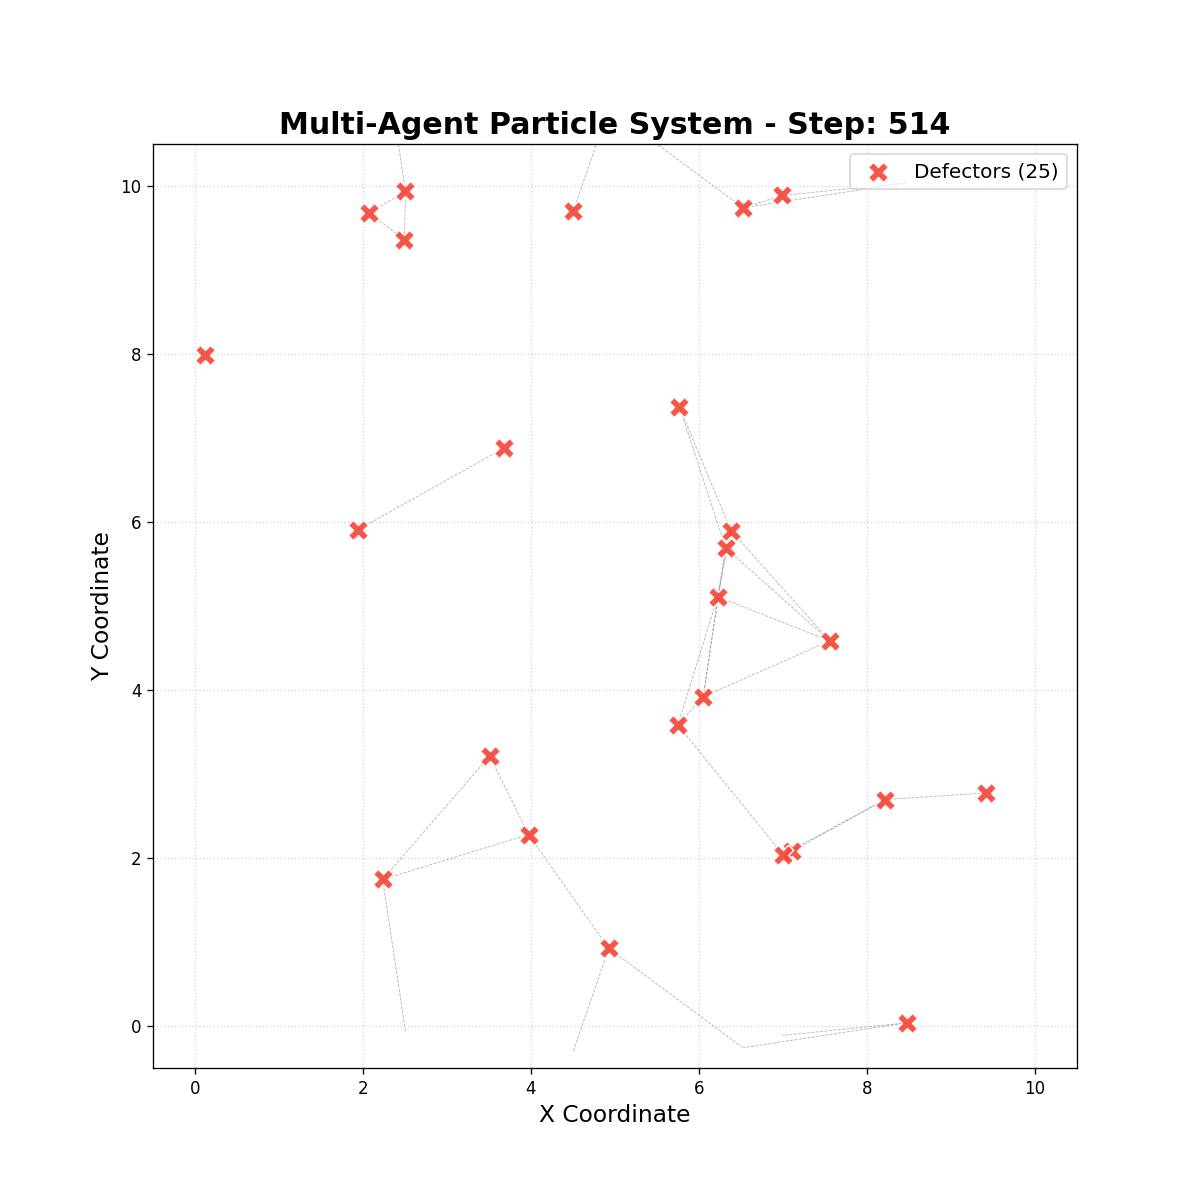 Multi-Agent Particle System - Step: 514
Defectors (25)
10
8
6
4
2
0
Y Coordinate
0 2 4 6 8 10
X Coordinate